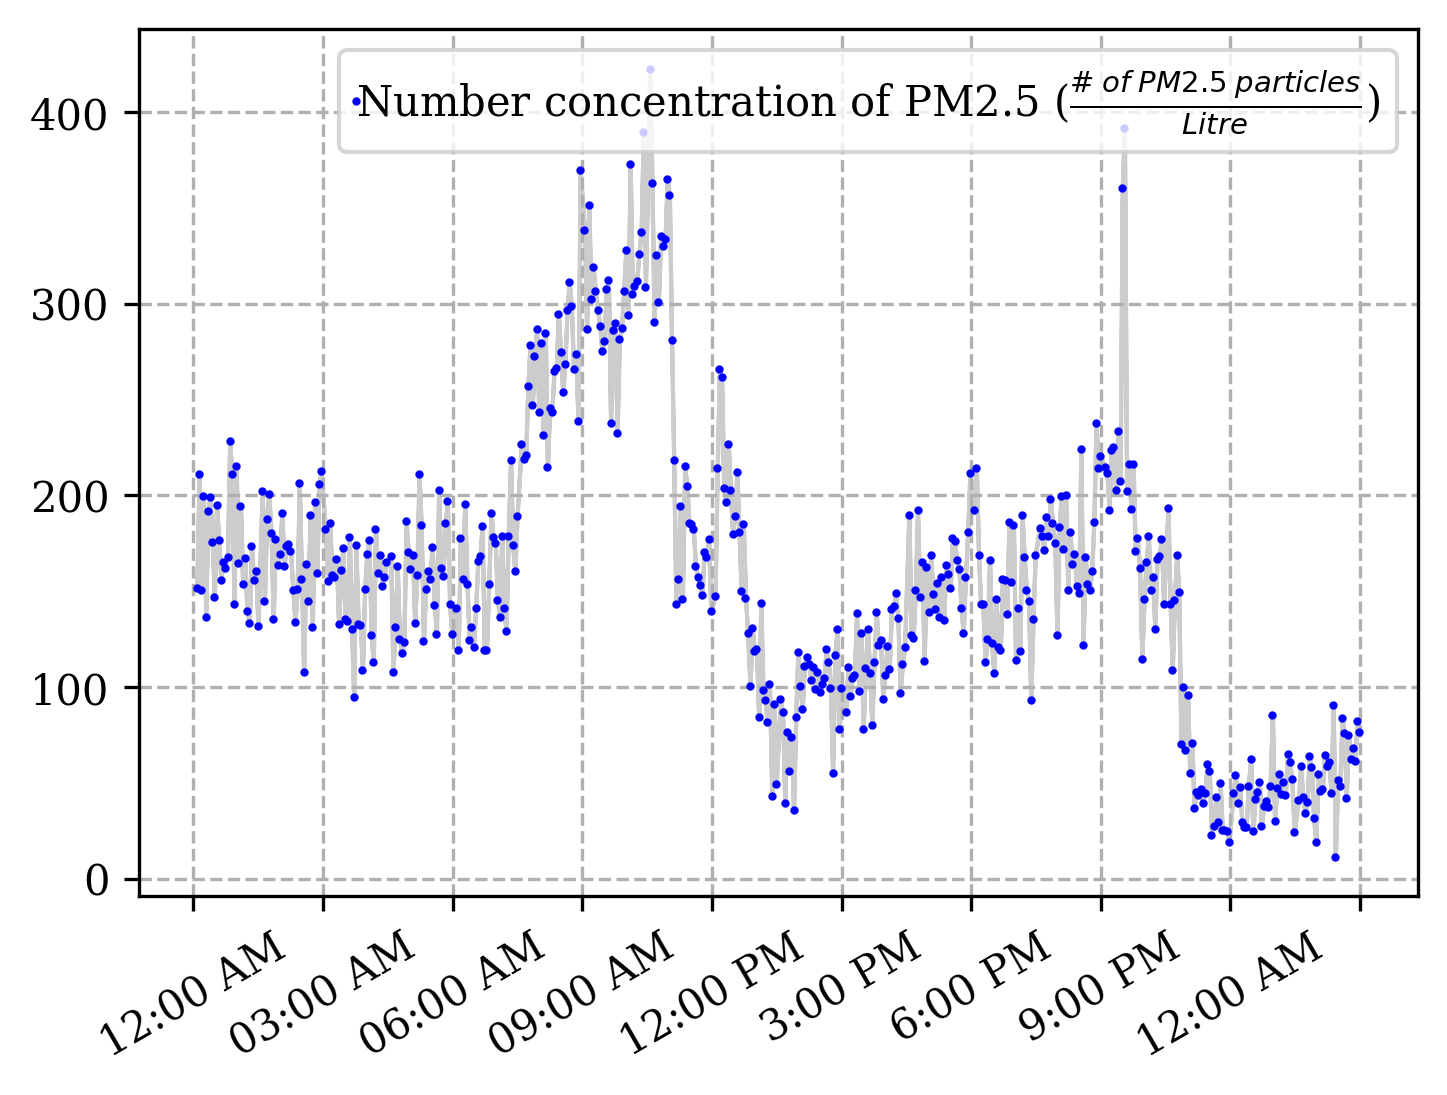 Number concentration of PM2.5 (# of PM2.5 particles/Litre)
400
300
200
100
0
12:00 AM
03:00 AM
06:00 AM
09:00 AM
12:00 PM
3:00 PM
6:00 PM
9:00 PM
12:00 AM